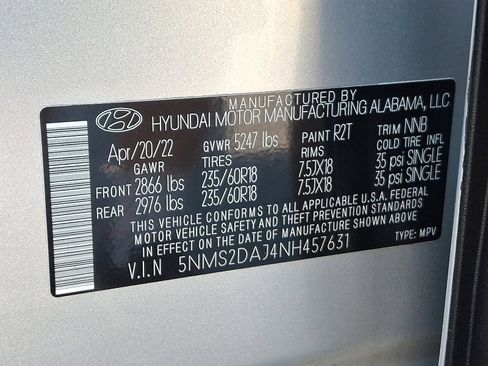 MANUFACTURED BY
HYUNDAI MOTOR MANUFACTURING ALABAMA, LLC
Apr/20/22 GVWR 5247 lbs PAINT R2T TRIM NNB
GAWR TIRES RIMS COLD TIRE INFL
FRONT 2866 lbs 235/60R18 7.5JX18 35 psi SINGLE
REAR 2976 lbs 235/60R18 7.5JX18 35 psi SINGLE
THIS VEHICLE CONFORMS TO ALL APPLICABLE U.S.A. FEDERAL
MOTOR VEHICLE SAFETY AND THEFT PREVENTION STANDARDS
IN EFFECT ON THE DATE OF MANUFACTURE SHOWN ABOVE
V.I.N 5NMS2DAJ4NH457631 TYPE: MPV